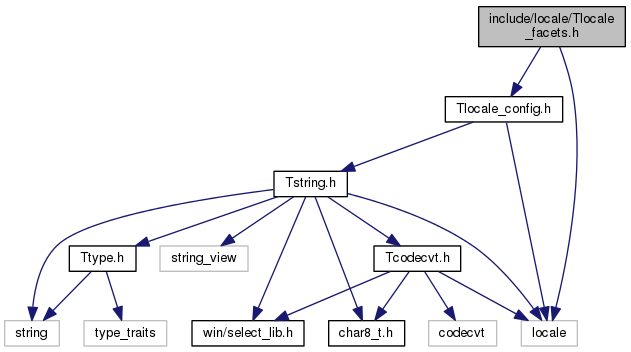 include/locale/Tlocale
_facets.h
Tlocale_config.h
Tstring.h
Ttype.h
string_view
Tcodecvt.h
string
type_traits
win/select_lib.h
char8_t.h
codecvt
locale